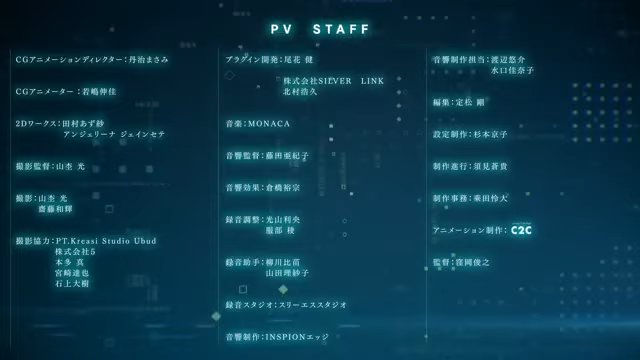 PV STAFF
CGアニメーションディレクター：丹治まさみ
CGアニメーター：若嶋伸佳
2Dワークス：田村あず紗
アンジェリーナ ジェインセテ
撮影監督：山杢 光
撮影：山杢 光
齋藤和輝
撮影協力：PT.Kreasi Studio Ubud
株式会社5
本多 真
宮崎達也
石上大樹
プラグイン開発：尾花 健
株式会社SILVER LINK
北村浩久
音楽：MONACA
音響監督：藤田亜紀子
音響効果：倉橋裕宗
録音調整：光山利央
服部 稜
録音助手：柳川比苗
山田理紗子
録音スタジオ：スリーエススタジオ
音響制作：INSPIONエッジ
音響制作担当：渡辺悠介
水口佳奈子
編集：定松 剛
設定制作：杉本京子
制作進行：須見蒼貴
制作事務：乗田怜大
アニメーション制作：C2C
監督：窪岡俊之